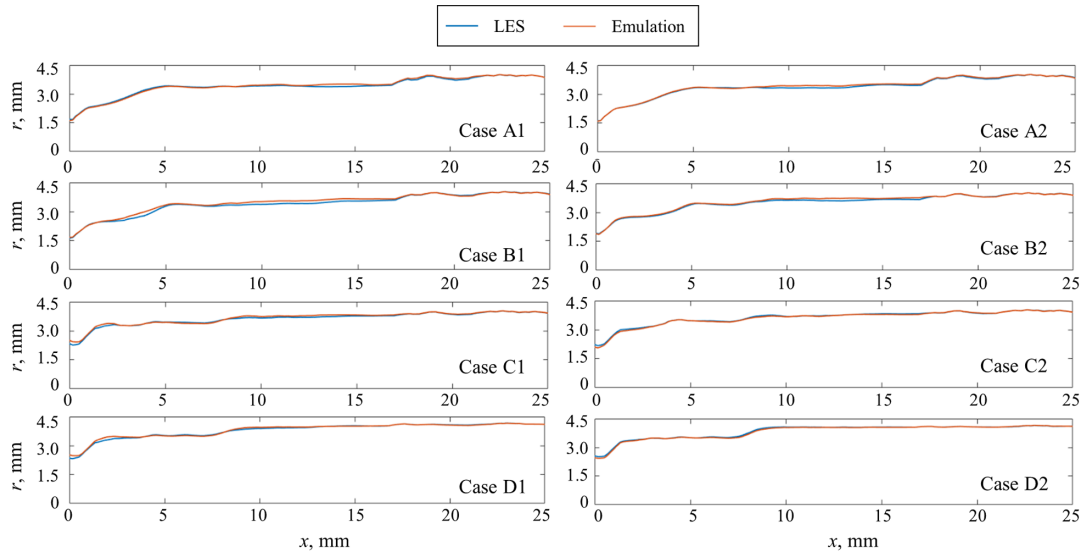 LES Emulation
4.5 3.0 1.5 0
r, mm
Case A1
0 5 10 15 20 25
4.5 3.0 1.5 0
r, mm
Case A2
0 5 10 15 20 25
4.5 3.0 1.5 0
r, mm
Case B1
0 5 10 15 20 25
4.5 3.0 1.5 0
r, mm
Case B2
0 5 10 15 20 25
4.5 3.0 1.5 0
r, mm
Case C1
0 5 10 15 20 25
4.5 3.0 1.5 0
r, mm
Case C2
0 5 10 15 20 25
4.5 3.0 1.5 0
r, mm
Case D1
0 5 10 15 20 25
x, mm
4.5 3.0 1.5 0
r, mm
Case D2
0 5 10 15 20 25
x, mm